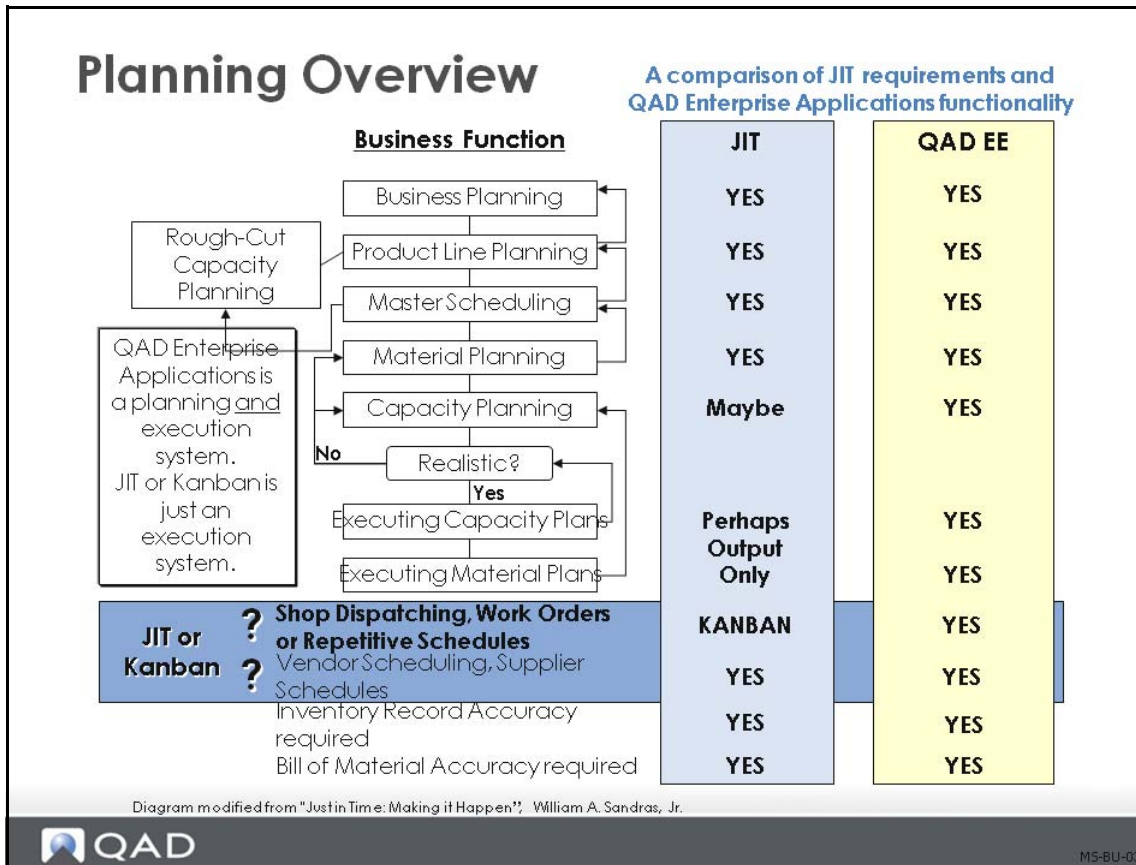 Planning Overview
A comparison of JIT requirements and
QAD Enterprise Applications functionality
Business Function
JIT
QAD EE
Business Planning
YES
YES
Rough-Cut
Capacity
Planning
Product Line Planning
YES
YES
Master Scheduling
YES
YES
QAD Enterprise
Applications is
a planning and
execution
system.
JIT or Kanban is
just an
execution
system.
Material Planning
YES
YES
Capacity Planning
Maybe
YES
No
Realistic?
Yes
Executing Capacity Plans
Perhaps
Output
Only
YES
Executing Material Plans
YES
JIT or
Kanban
?
Shop Dispatching, Work Orders
or Repetitive Schedules
KANBAN
YES
?
Vendor Scheduling, Supplier
Schedules
YES
YES
Inventory Record Accuracy
required
YES
YES
Bill of Material Accuracy required
YES
YES
Diagram modified from "Just in Time: Making it Happen", William A. Sandras, Jr.
QAD